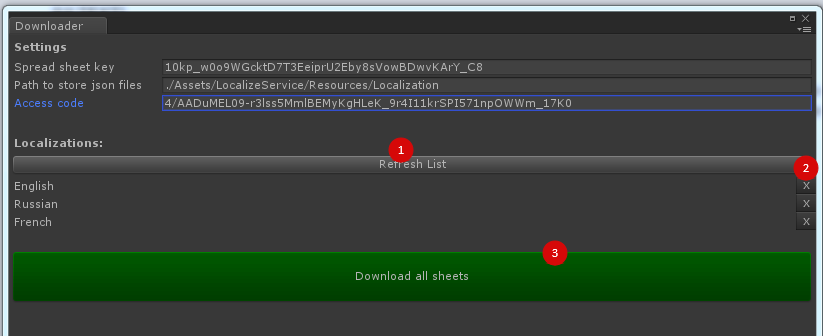 Downloader
Settings
Spread sheet key 10kp_w0o9WGcktD7T3EeiprU2Eby8sVowBDwvKArY_C8
Path to store json files ./Assets/LocalizeService/Resources/Localization
Access code 4/AADuMEL09-r3lss5MmlBEMyKgHLeK_9r4I11krSPI571npOWWm_17K0
Localizations:
1
Refresh List
2
English X
Russian X
French X
3
Download all sheets